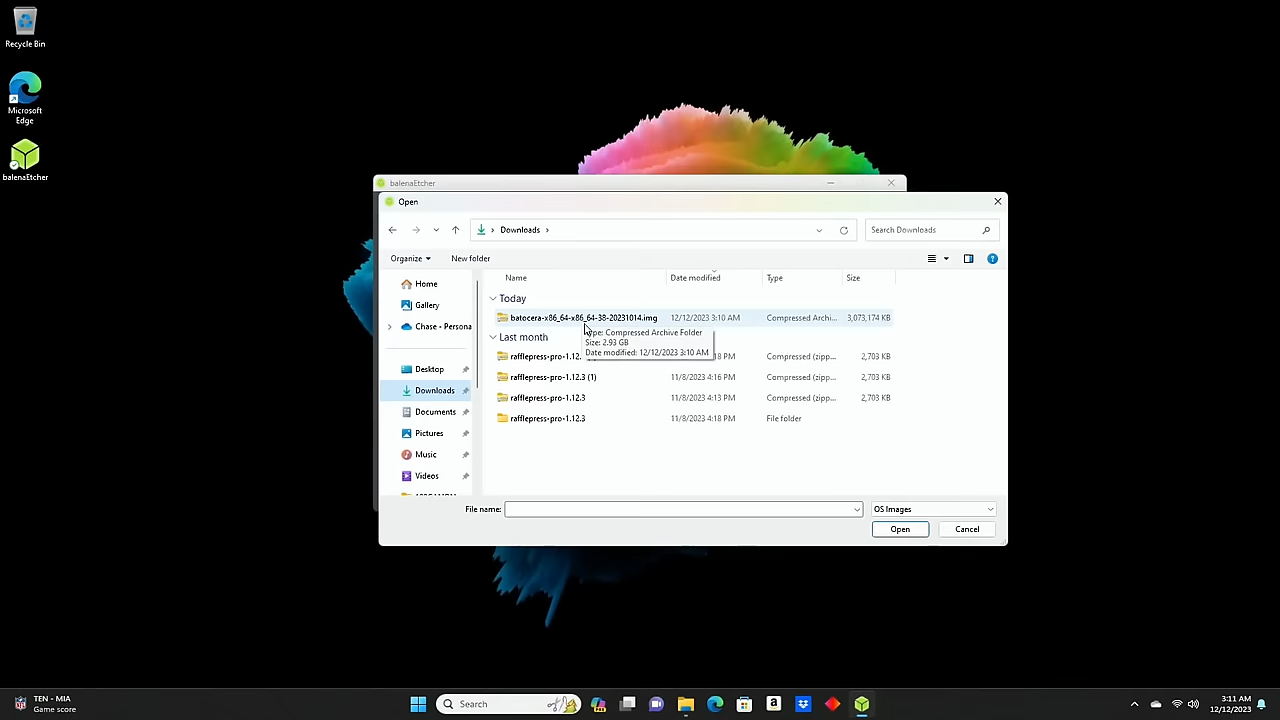 Recycle Bin
Microsoft
Edge
balenaEtcher
balenaEtcher
Open
Downloads
Search Downloads
Organize
New folder
Home
Gallery
Chase - Persona
Desktop
Downloads
Documents
Pictures
Music
Videos
Name
Date modified
Type
Size
Today
batocera-x86_64-x86_64-38-20231014.img
12/12/2023 3:10 AM
Compressed Archi...
3,073,174 KB
Type: Compressed Archive Folder
Size: 2.93 GB
Date modified: 12/12/2023 3:10 AM
Last month
rafflepress-pro-1.12.
18 PM
Compressed (zipp...
2,703 KB
rafflepress-pro-1.12.3 (1)
11/8/2023 4:16 PM
Compressed (zipp...
2,703 KB
rafflepress-pro-1.12.3
11/8/2023 4:13 PM
Compressed (zipp...
2,703 KB
rafflepress-pro-1.12.3
11/8/2023 4:18 PM
File folder
File name:
OS Images
Open
Cancel
TEN - MIA
Game score
Search
3:11 AM
12/12/2023